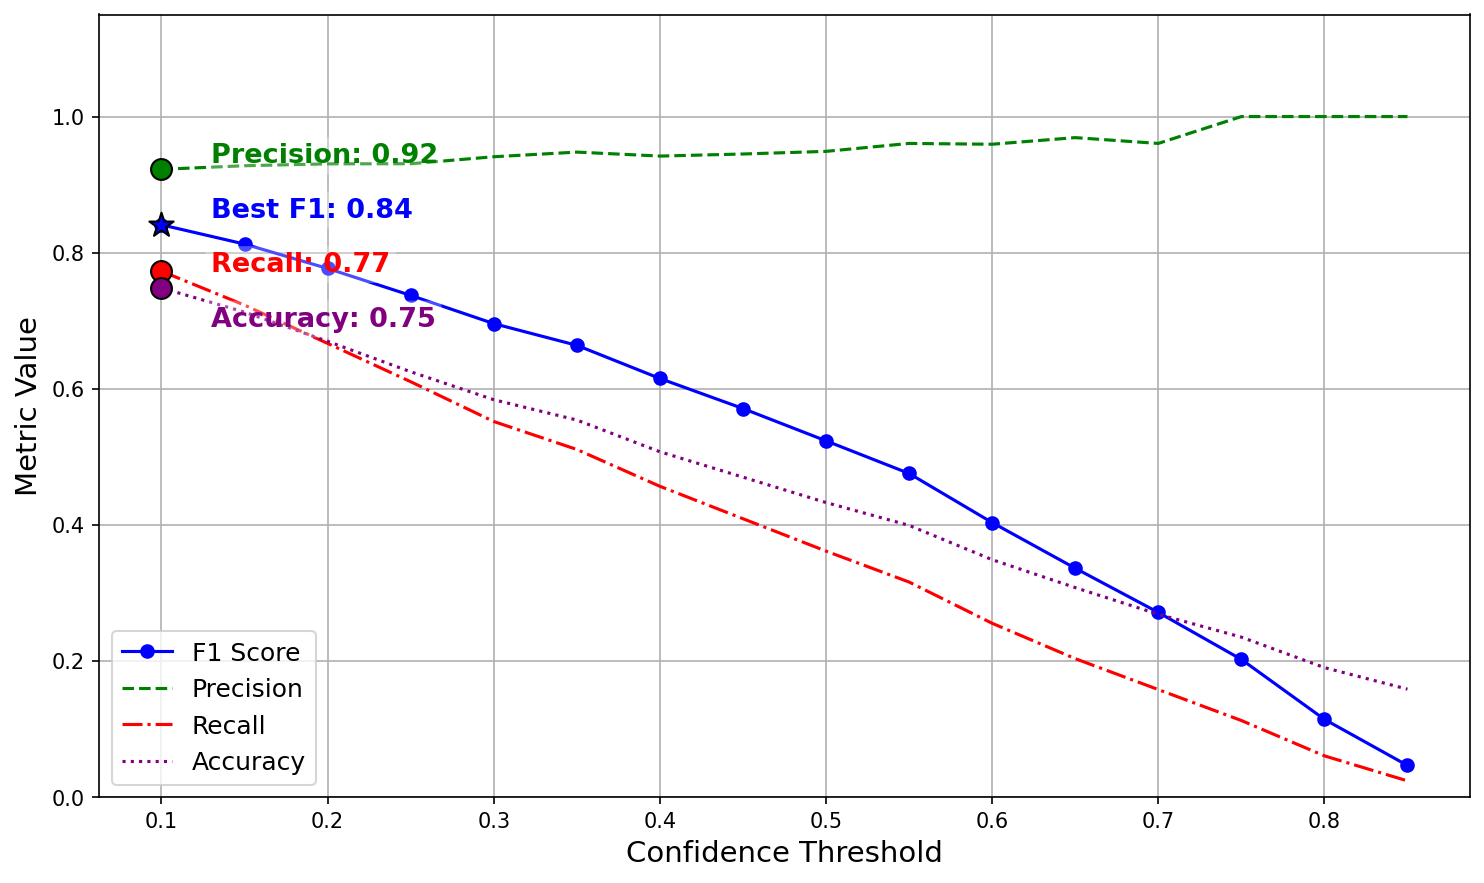 1.0
0.8
0.6
0.4
0.2
0.0
Metric Value
Precision: 0.92
Best F1: 0.84
Recall: 0.77
Accuracy: 0.75
F1 Score
Precision
Recall
Accuracy
0.1 0.2 0.3 0.4 0.5 0.6 0.7 0.8
Confidence Threshold